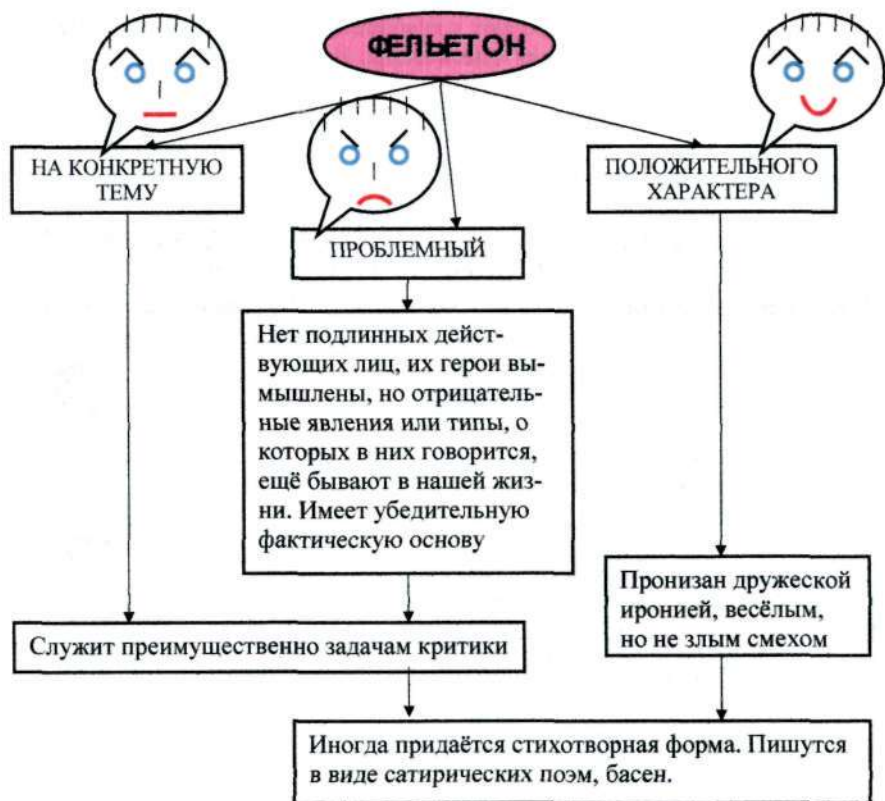 ФЕЛЬЕТОН
НА КОНКРЕТНУЮ
ТЕМУ
ПОЛОЖИТЕЛЬНОГО
ХАРАКТЕРА
ПРОБЛЕМНЫЙ
Нет подлинных дейст-
вующих лиц, их герои вы-
мышлены, но отрицатель-
ные явления или типы, о
которых в них говорится,
ещё бывают в нашей жиз-
ни. Имеет убедительную
фактическую основу
Пронизан дружеской
иронией, весёлым,
но не злым смехом
Служит преимущественно задачам критики
Иногда придаётся стихотворная форма. Пишутся
в виде сатирических поэм, басен.